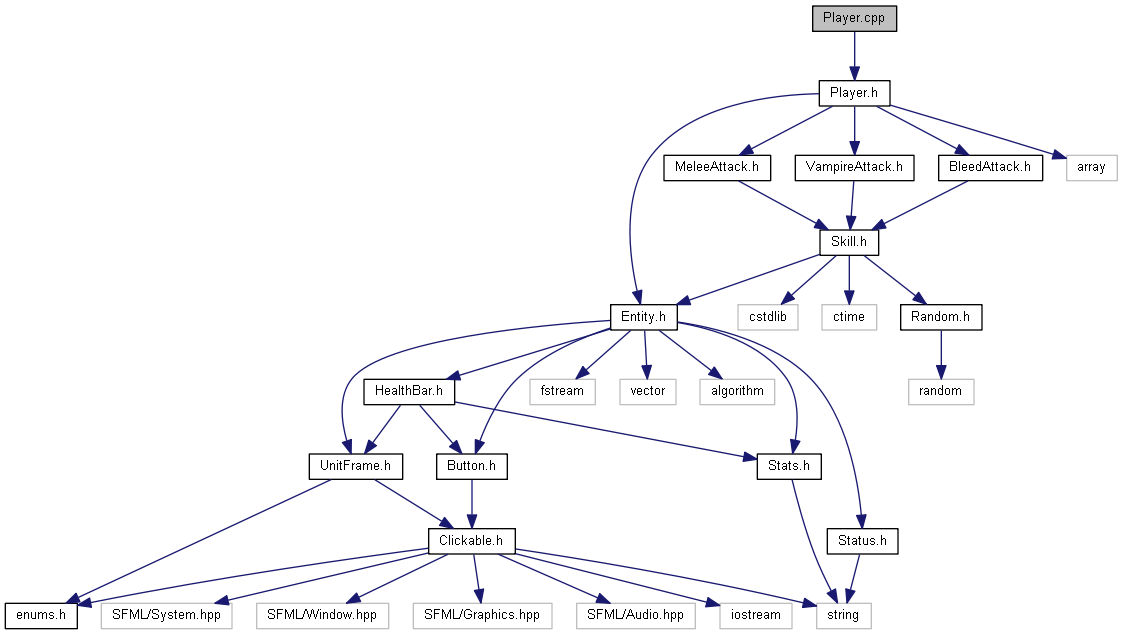 Player.cpp
Player.h
MeleeAttack.h
VampireAttack.h
BleedAttack.h
array
Skill.h
Entity.h
cstdlib
ctime
Random.h
HealthBar.h
fstream
vector
algorithm
random
UnitFrame.h
Button.h
Stats.h
Clickable.h
Status.h
enums.h
SFML/System.hpp
SFML/Window.hpp
SFML/Graphics.hpp
SFML/Audio.hpp
iostream
string